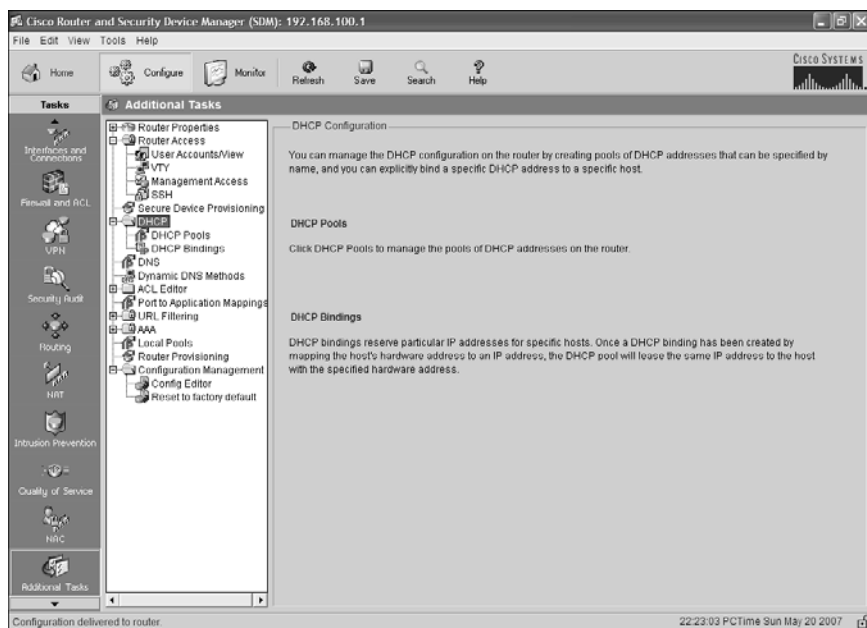 Cisco Router and Security Device Manager (SDM): 192.168.100.1
File Edit View Tools Help
Home
Configure
Monitor
Refresh
Save
Search
Help
CISCO SYSTEMS
Tasks
Additional Tasks
Interfaces and
Connections
Firewall and ACL
VPN
Security Audit
Routing
NAT
Intrusion Prevention
Quality of Service
NAC
Additional Tasks
Router Properties
Router Access
User Accounts/View
VTY
Management Access
SSH
Secure Device Provisioning
DHCP
DHCP Pools
DHCP Bindings
DNS
Dynamic DNS Methods
ACL Editor
Port to Application Mappings
URL Filtering
AAA
Local Pools
Router Provisioning
Configuration Management
Config Editor
Reset to factory default
DHCP Configuration
You can manage the DHCP configuration on the router by creating pools of DHCP addresses that can be specified by
name, and you can explicitly bind a specific DHCP address to a specific host.
DHCP Pools
Click DHCP Pools to manage the pools of DHCP addresses on the router.
DHCP Bindings
DHCP bindings reserve particular IP addresses for specific hosts. Once a DHCP binding has been created by
mapping the host's hardware address to an IP address, the DHCP pool will lease the same IP address to the host
with the specified hardware address.
Configuration delivered to router.
22:23:03 PCTime Sun May 20 2007